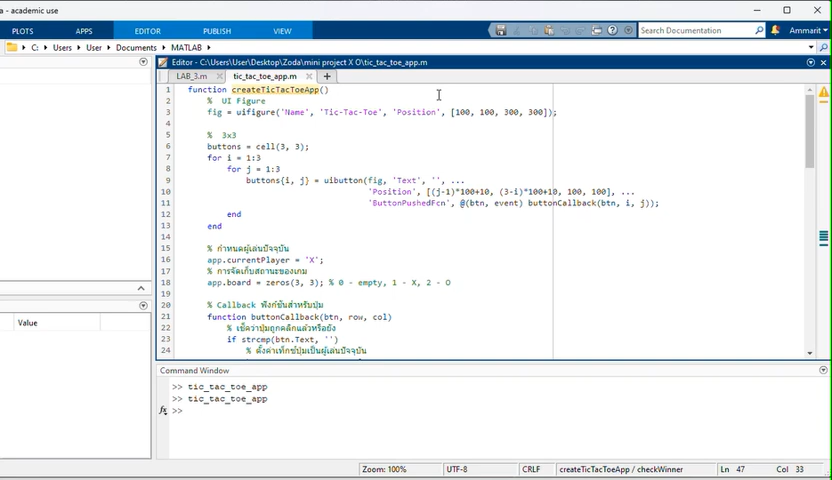 a - academic use
PLOTS APPS EDITOR PUBLISH VIEW Search Documentation Ammarit
C: Users User Documents MATLAB
Editor - C:\Users\User\Desktop\Zoda\mini project X O\tic_tac_toe_app.m
LAB_3.m tic_tac_toe_app.m
1 function createTicTacToeApp()
2 % UI Figure
3 fig = uifigure('Name', 'Tic-Tac-Toe', 'Position', [100, 100, 300, 300]);
4
5 % 3x3
6 buttons = cell(3, 3);
7 for i = 1:3
8 for j = 1:3
9 buttons{i, j} = uibutton(fig, 'Text', '', ...
10 'Position', [(j-1)*100+10, (3-i)*100+10, 100, 100], ...
11 'ButtonPushedFcn', @(btn, event) buttonCallback(btn, i, j));
12 end
13 end
14
15 % กำหนดผู้เล่นปัจจุบัน
16 app.currentPlayer = 'X';
17 % การจัดเก็บสถานะของเกม
18 app.board = zeros(3, 3); % 0 - empty, 1 - X, 2 - O
19
20 % Callback ฟังก์ชันสำหรับปุ่ม
21 function buttonCallback(btn, row, col)
22 % เช็คว่าปุ่มถูกคลิกแล้วหรือยัง
23 if strcmp(btn.Text, '')
24 % ตั้งค่าเท็กซ์ปุ่มเป็นผู้เล่นปัจจุบัน
Value
Command Window
>> tic_tac_toe_app
>> tic_tac_toe_app
fx >>
Zoom: 100% UTF-8 CRLF createTicTacToeApp / checkWinner Ln 47 Col 33